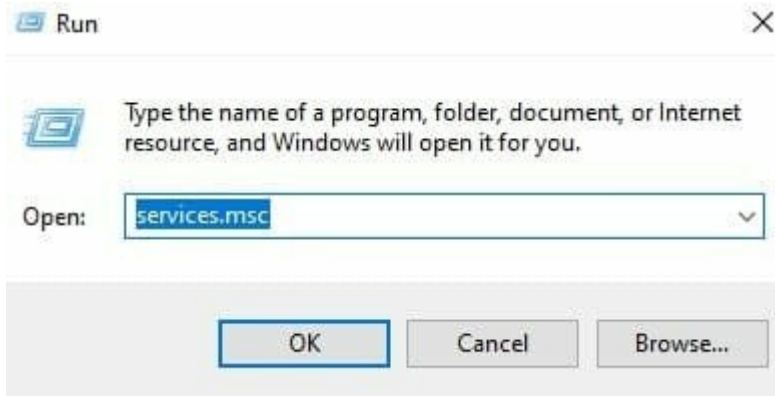 Run
Type the name of a program, folder, document, or Internet
resource, and Windows will open it for you.
Open: services.msc
OK Cancel Browse...